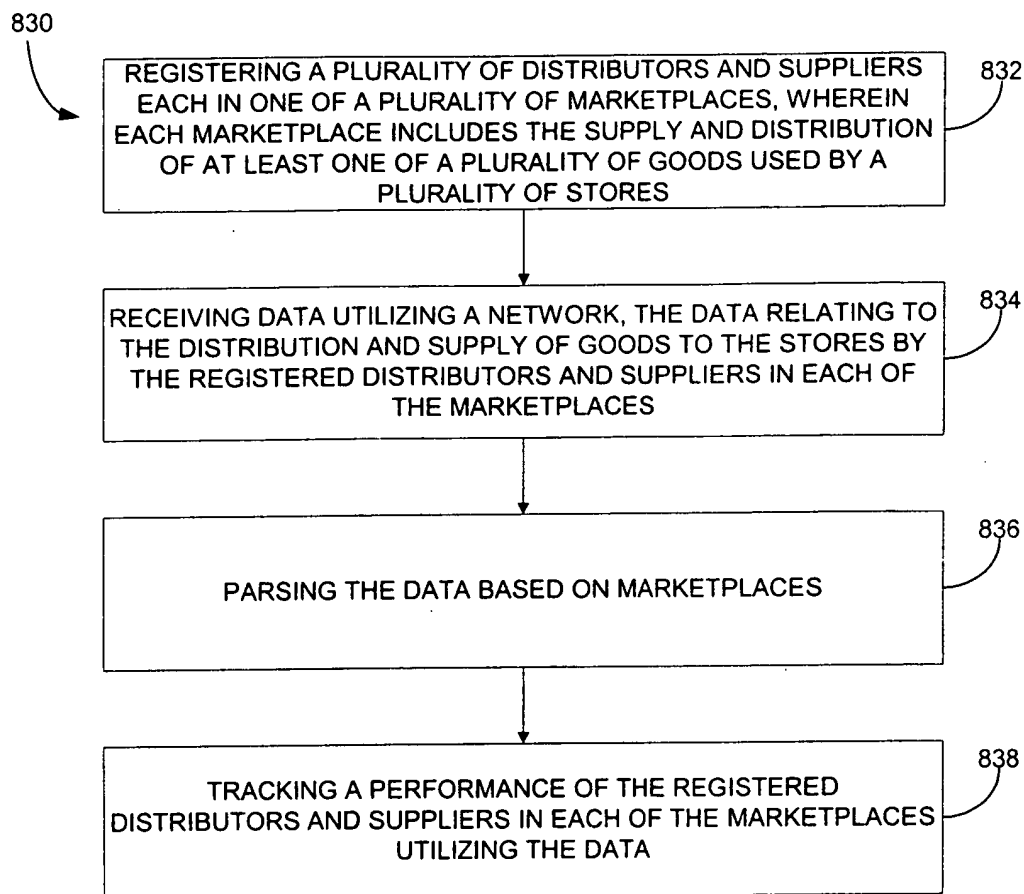 830
REGISTERING A PLURALITY OF DISTRIBUTORS AND SUPPLIERS
EACH IN ONE OF A PLURALITY OF MARKETPLACES, WHEREIN
EACH MARKETPLACE INCLUDES THE SUPPLY AND DISTRIBUTION
OF AT LEAST ONE OF A PLURALITY OF GOODS USED BY A
PLURALITY OF STORES
832
RECEIVING DATA UTILIZING A NETWORK, THE DATA RELATING TO
THE DISTRIBUTION AND SUPPLY OF GOODS TO THE STORES BY
THE REGISTERED DISTRIBUTORS AND SUPPLIERS IN EACH OF
THE MARKETPLACES
834
PARSING THE DATA BASED ON MARKETPLACES
836
TRACKING A PERFORMANCE OF THE REGISTERED
DISTRIBUTORS AND SUPPLIERS IN EACH OF THE MARKETPLACES
UTILIZING THE DATA
838